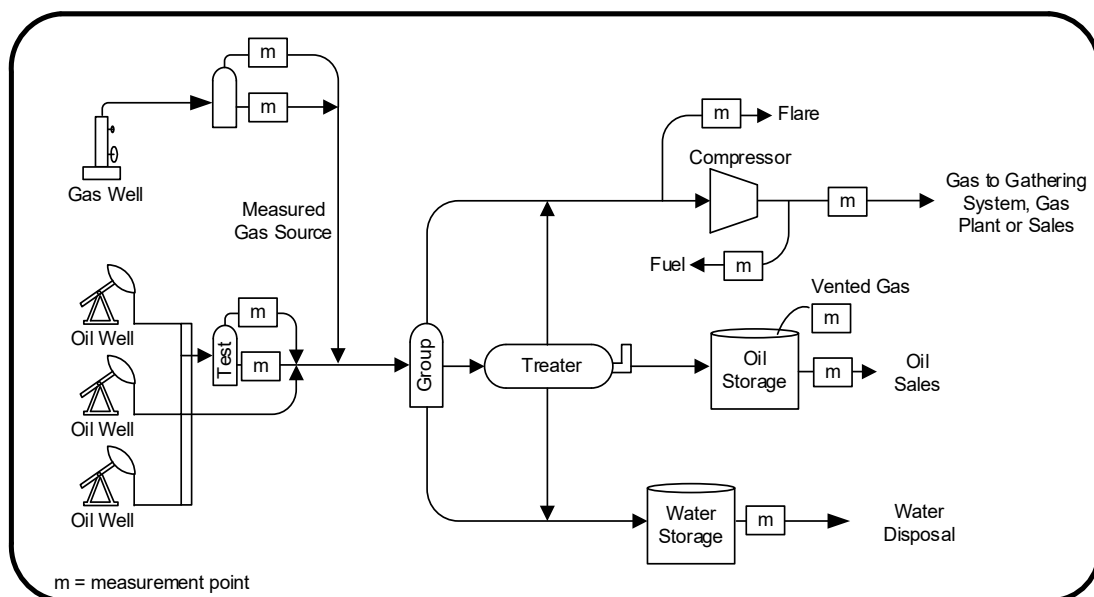 m
m
Gas Well
Measured
Gas Source
m
Flare
Compressor
m
Gas to Gathering
System, Gas
Plant or Sales
Fuel
m
Oil Well
Test
m
m
Oil Well
Oil Well
Group
Treater
Vented Gas
m
Oil
Storage
m
Oil
Sales
Water
Storage
m
Water
Disposal
m = measurement point